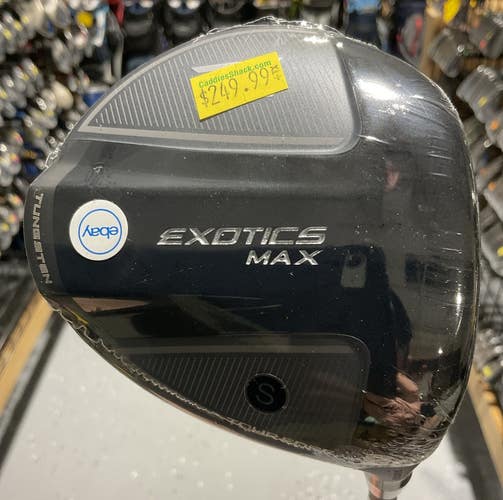 CaddiesShack.com
$249.99
TUNGSTEN
ebay
EXOTICS
MAX
S